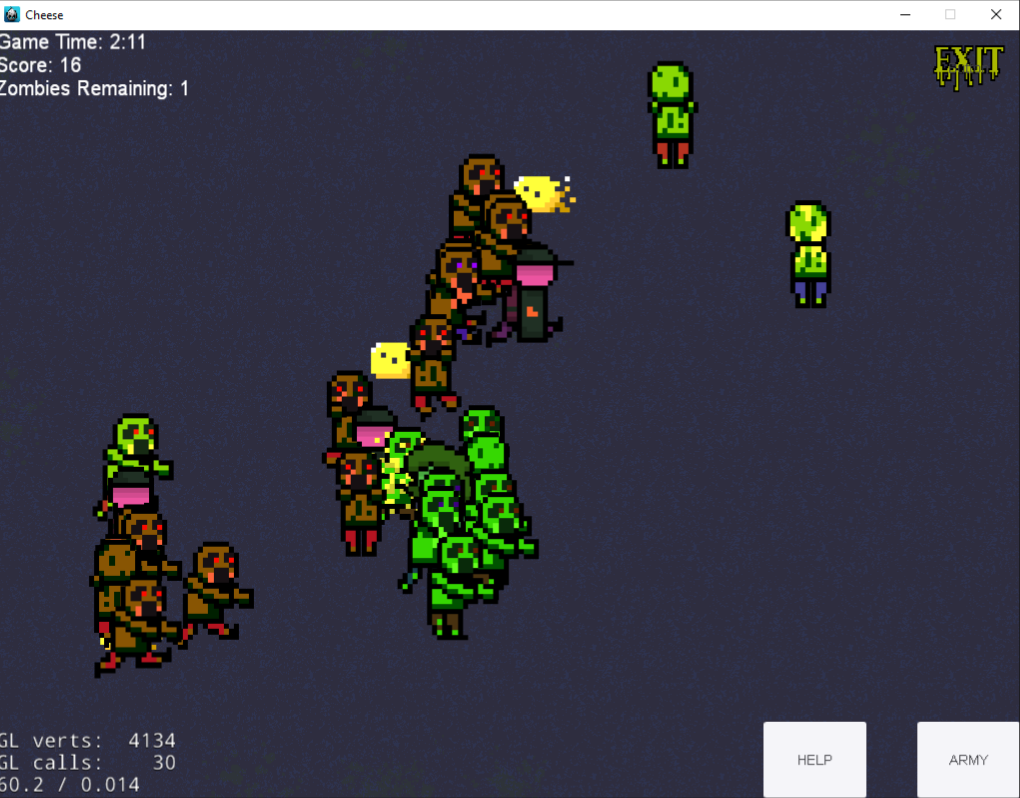 Cheese
Game Time: 2:11
Score: 16
Zombies Remaining: 1
EXIT
GL verts: 4134
GL calls: 30
60.2 / 0.014
HELP
ARMY